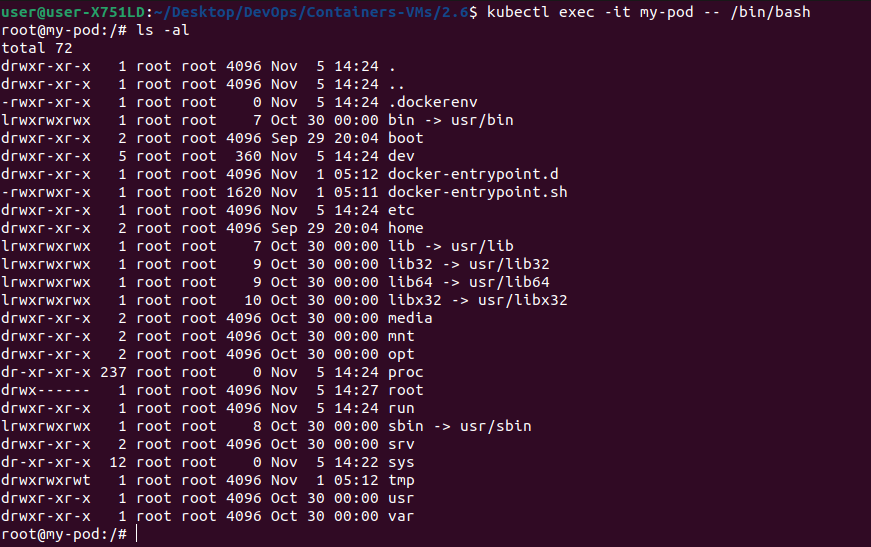 user@user-X751LD:~/Desktop/DevOps/Containers-VMs/2.6$ kubectl exec -it my-pod -- /bin/bash
root@my-pod:/# ls -al
total 72
drwxr-xr-x   1 root root 4096 Nov  5 14:24 .
drwxr-xr-x   1 root root 4096 Nov  5 14:24 ..
-rwxr-xr-x   1 root root    0 Nov  5 14:24 .dockerenv
lrwxrwxrwx   1 root root    7 Oct 30 00:00 bin -> usr/bin
drwxr-xr-x   2 root root 4096 Sep 29 20:04 boot
drwxr-xr-x   5 root root  360 Nov  5 14:24 dev
drwxr-xr-x   1 root root 4096 Nov  1 05:12 docker-entrypoint.d
-rwxrwxr-x   1 root root 1620 Nov  1 05:11 docker-entrypoint.sh
drwxr-xr-x   1 root root 4096 Nov  5 14:24 etc
drwxr-xr-x   2 root root 4096 Sep 29 20:04 home
lrwxrwxrwx   1 root root    7 Oct 30 00:00 lib -> usr/lib
lrwxrwxrwx   1 root root    9 Oct 30 00:00 lib32 -> usr/lib32
lrwxrwxrwx   1 root root    9 Oct 30 00:00 lib64 -> usr/lib64
lrwxrwxrwx   1 root root   10 Oct 30 00:00 libx32 -> usr/libx32
drwxr-xr-x   2 root root 4096 Oct 30 00:00 media
drwxr-xr-x   2 root root 4096 Oct 30 00:00 mnt
drwxr-xr-x   2 root root 4096 Oct 30 00:00 opt
dr-xr-xr-x 237 root root    0 Nov  5 14:24 proc
drwx------   1 root root 4096 Nov  5 14:27 root
drwxr-xr-x   1 root root 4096 Nov  5 14:24 run
lrwxrwxrwx   1 root root    8 Oct 30 00:00 sbin -> usr/sbin
drwxr-xr-x   2 root root 4096 Oct 30 00:00 srv
dr-xr-xr-x  12 root root    0 Nov  5 14:22 sys
drwxrwxrwt   1 root root 4096 Nov  1 05:12 tmp
drwxr-xr-x   1 root root 4096 Oct 30 00:00 usr
drwxr-xr-x   1 root root 4096 Oct 30 00:00 var
root@my-pod:/#